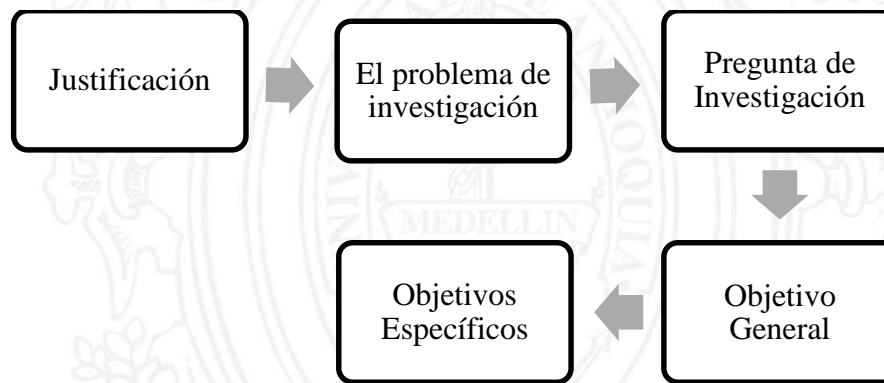 Justificación
El problema de
investigación
Pregunta de
Investigación
Objetivo
General
Objetivos
Específicos
MEDELLIN